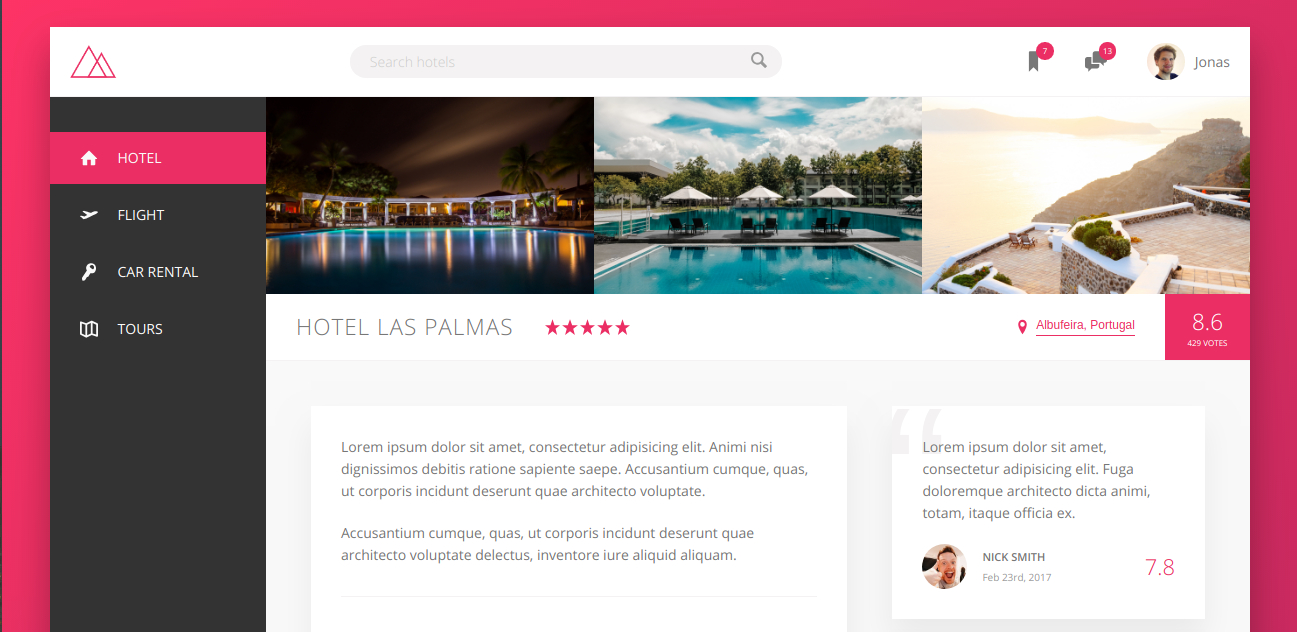 Search hotels
7
13
Jonas
HOTEL
FLIGHT
CAR RENTAL
TOURS
HOTEL LAS PALMAS
Albufeira, Portugal
8.6
429 VOTES
Lorem ipsum dolor sit amet, consectetur adipisicing elit. Animi nisi
dignissimos debitis ratione sapiente saepe. Accusantium cumque, quas,
ut corporis incidunt deserunt quae architecto voluptate.
Accusantium cumque, quas, ut corporis incidunt deserunt quae
architecto voluptate delectus, inventore iure aliquid aliquam.
“
Lorem ipsum dolor sit amet,
consectetur adipisicing elit. Fuga
doloremque architecto dicta animi,
totam, itaque officia ex.
NICK SMITH
Feb 23rd, 2017
7.8